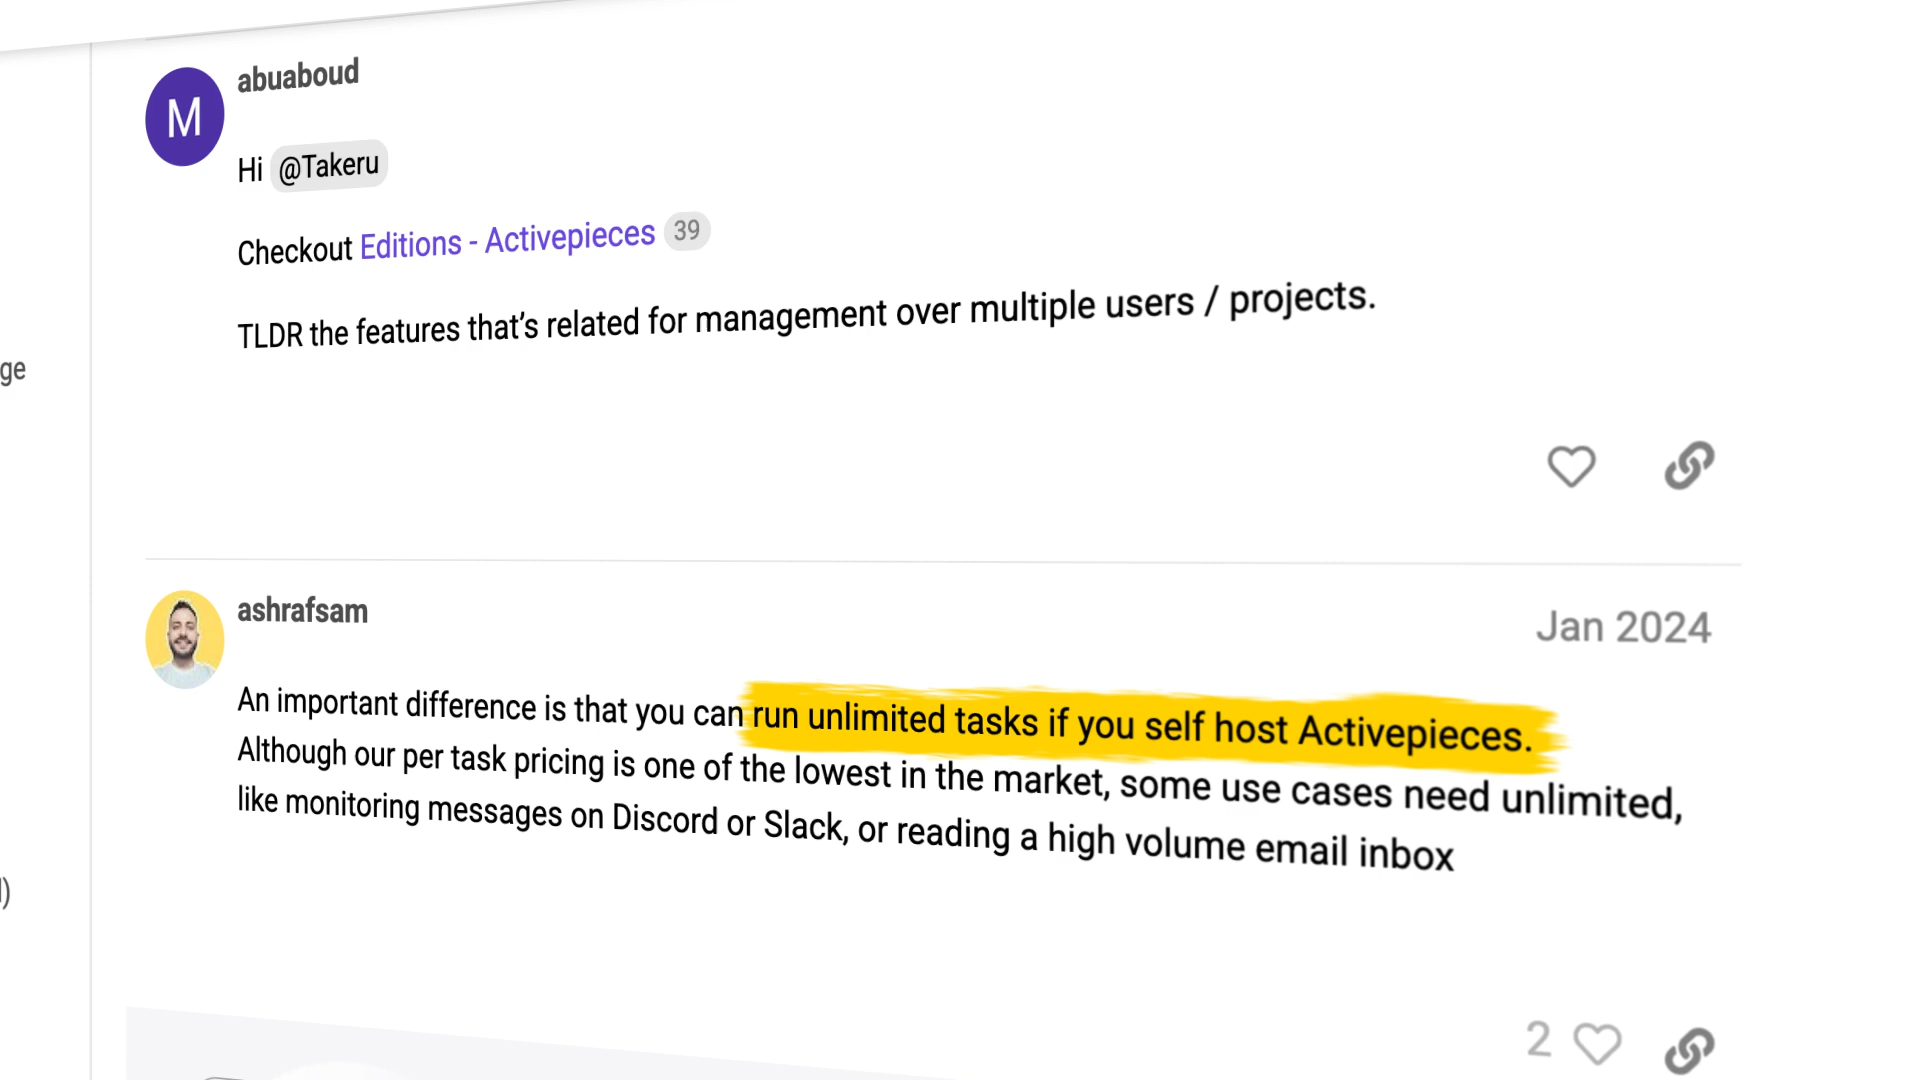 M
abuaboud
Hi @Takeru
Checkout Editions - Activepieces 39
TLDR the features that’s related for management over multiple users / projects.
ge
ashrafsam
Jan 2024
An important difference is that you can run unlimited tasks if you self host Activepieces.
Although our per task pricing is one of the lowest in the market, some use cases need unlimited,
like monitoring messages on Discord or Slack, or reading a high volume email inbox
)
2